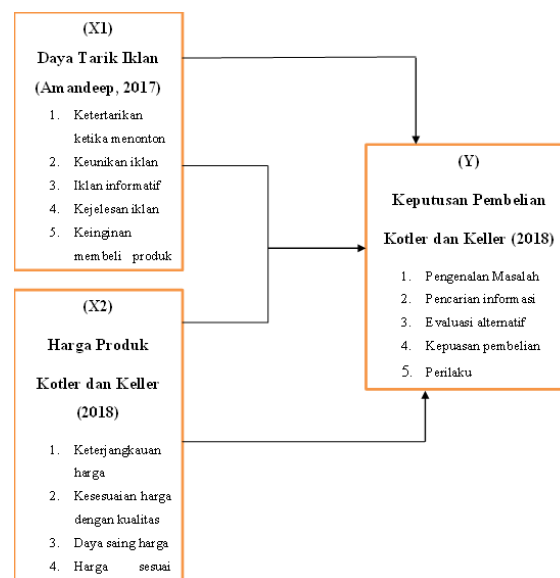 (X1)
Daya Tarik Iklan
(Amandeep, 2017)
1. Ketertarikan
ketika menonton
2. Keunikan iklan
3. Iklan informatif
4. Kejelesan iklan
5. Keinginan
membeli produk
(X2)
Harga Produk
Kotler dan Keller
(2018)
1. Keterjangkauan
harga
2. Kesesuaian harga
dengan kualitas
3. Daya saing harga
4. Harga sesuai
(Y)
Keputusan Pembelian
Kotler dan Keller (2018)
1. Pengenalan Masalah
2. Pencarian informasi
3. Evaluasi alternatif
4. Kepuasan pembelian
5. Perilaku